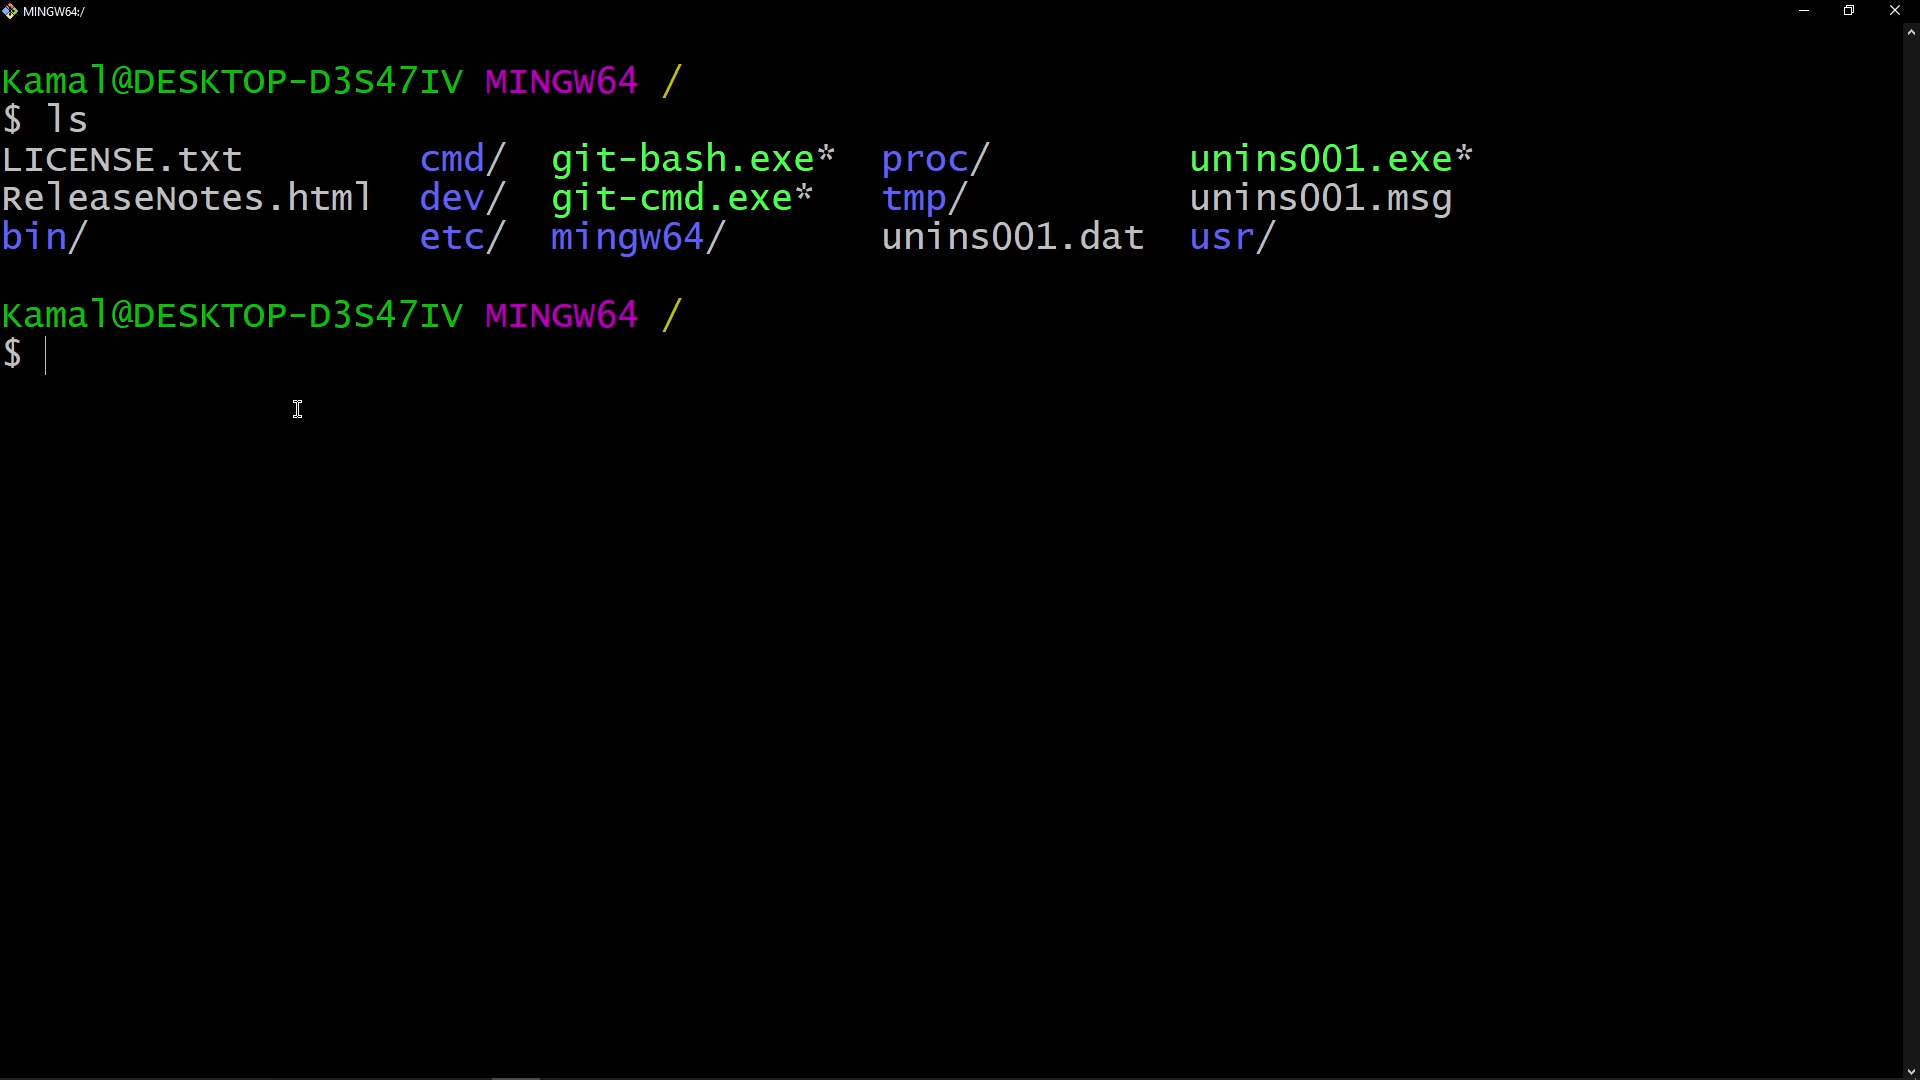 MINGW64:/
Kamal@DESKTOP-D3S47IV MINGW64 /
$ ls
LICENSE.txt        cmd/  git-bash.exe*  proc/         unins001.exe*
ReleaseNotes.html  dev/  git-cmd.exe*   tmp/          unins001.msg
bin/               etc/  mingw64/       unins001.dat  usr/
Kamal@DESKTOP-D3S47IV MINGW64 /
$